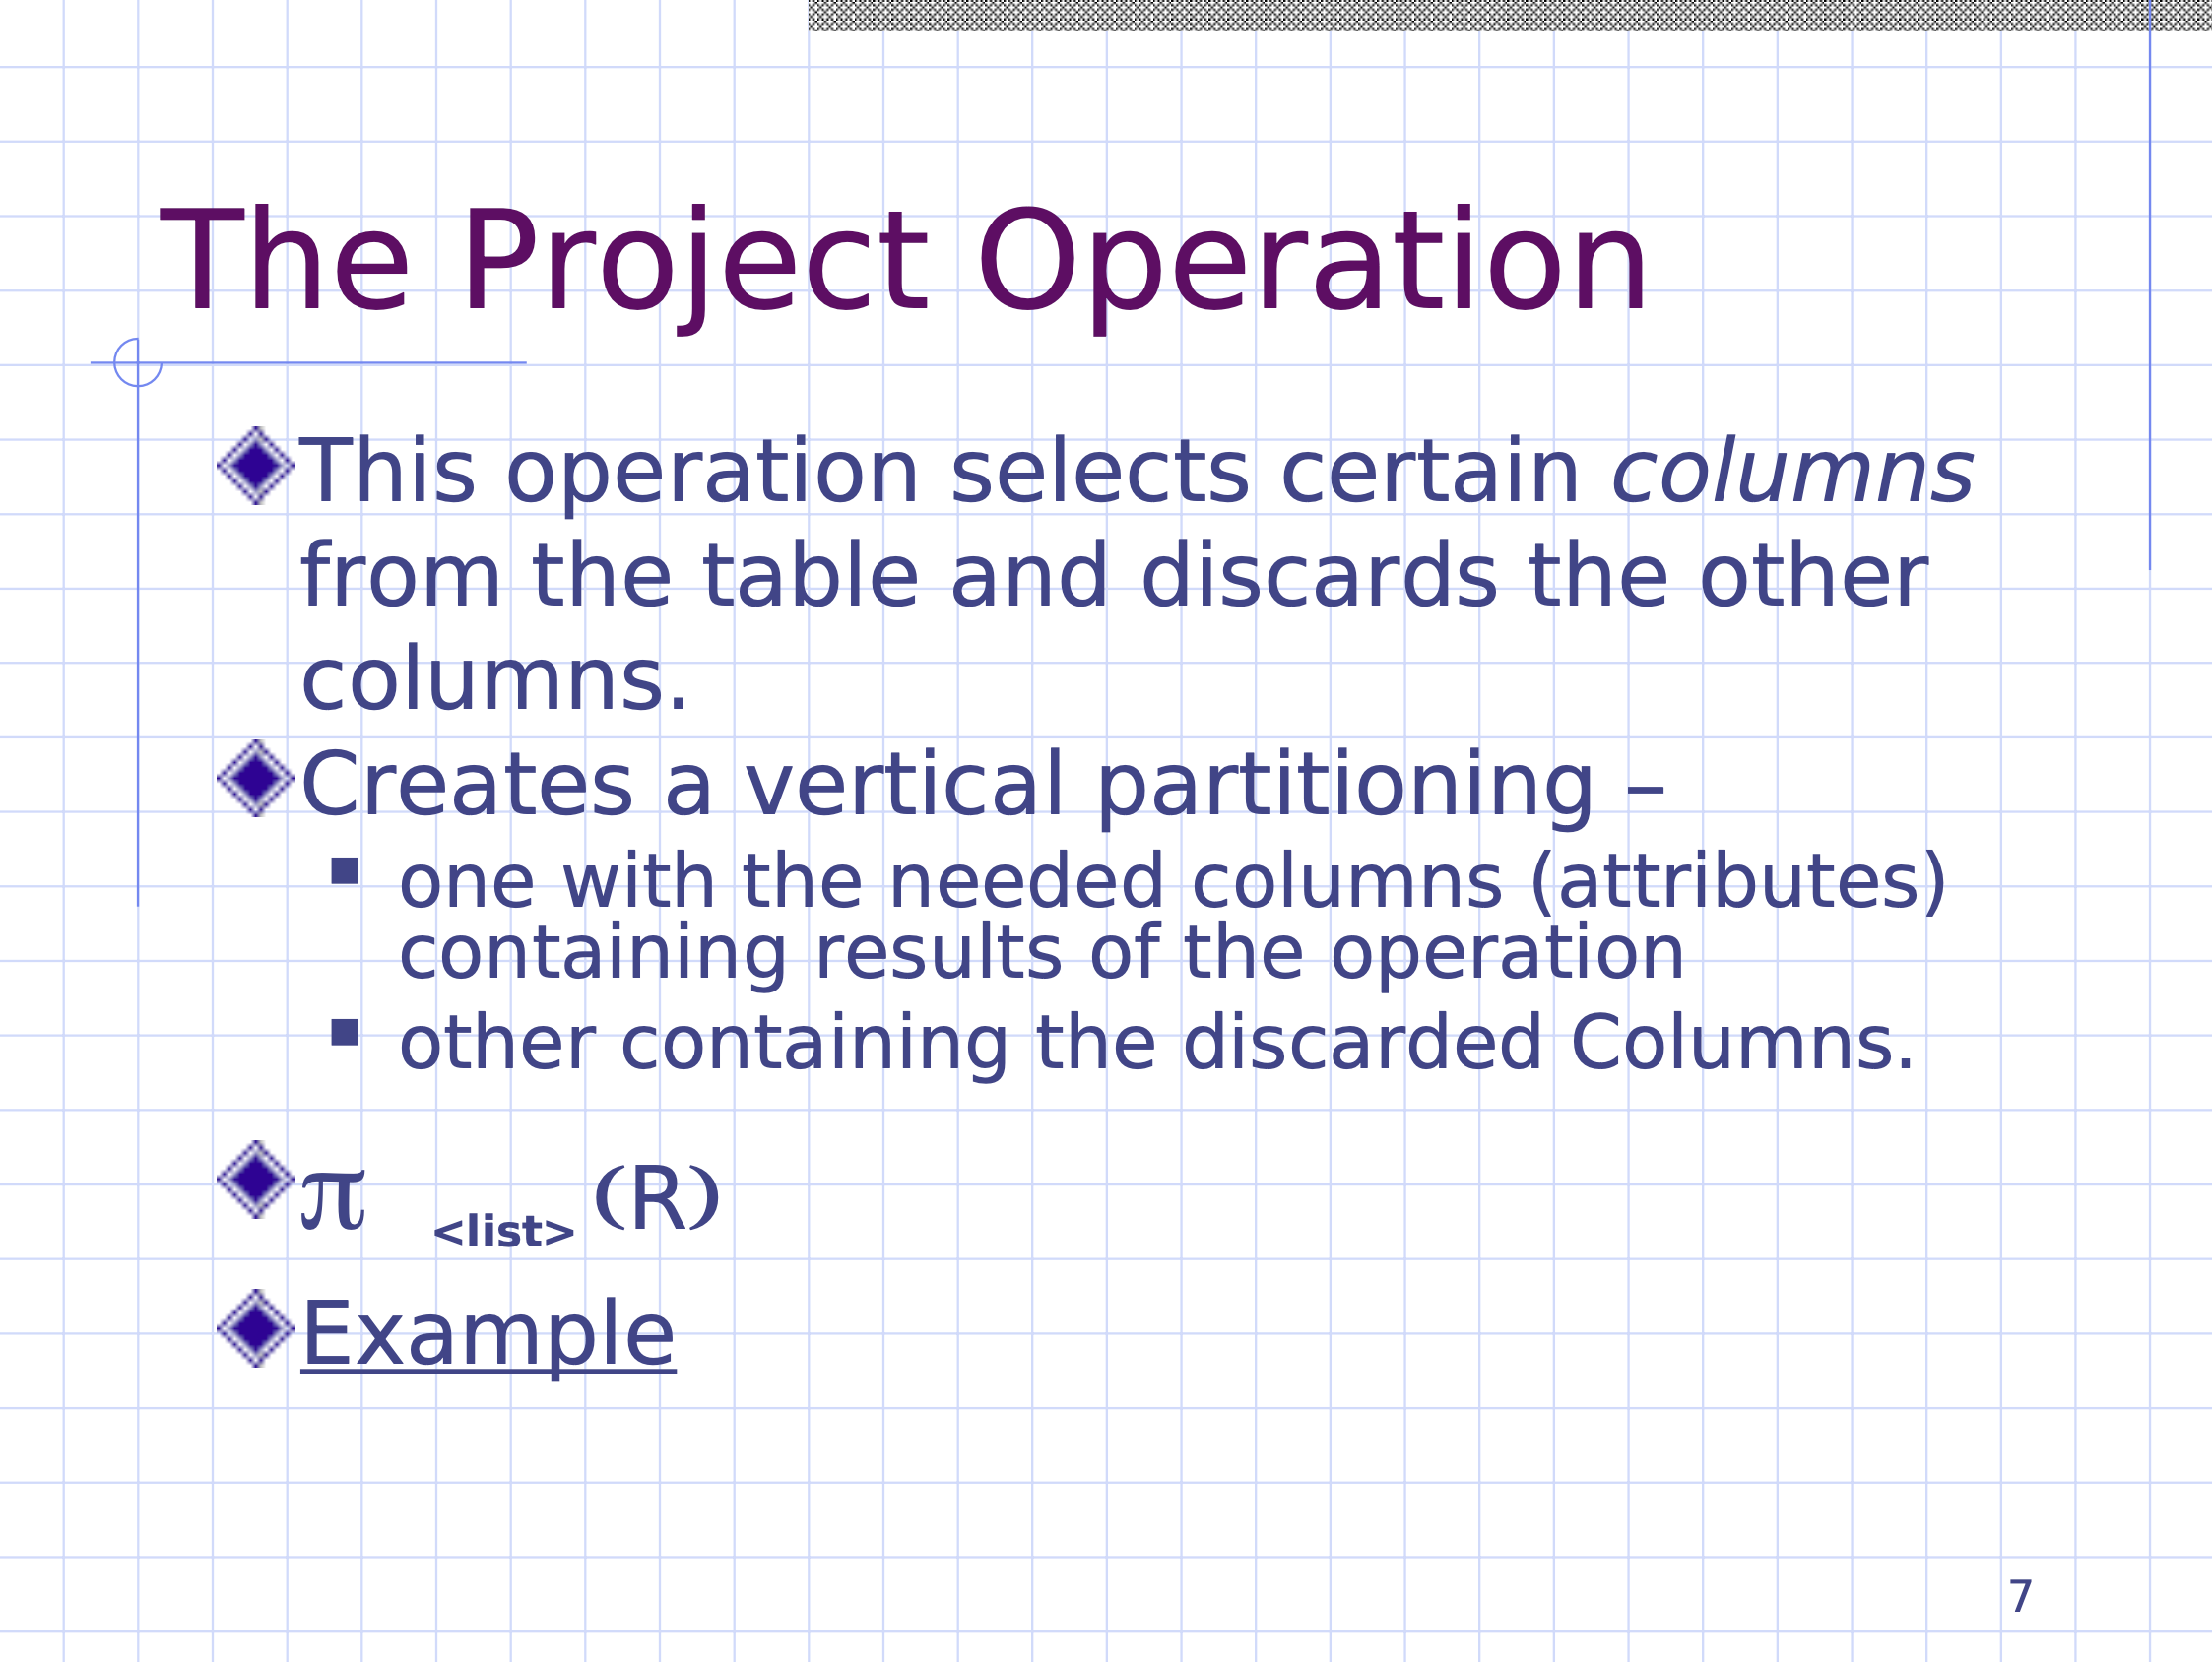 The Project Operation
This operation selects certain columns
from the table and discards the other
columns.
Creates a vertical partitioning –
one with the needed columns (attributes)
containing results of the operation
other containing the discarded Columns.
π <list> (R)
Example
7